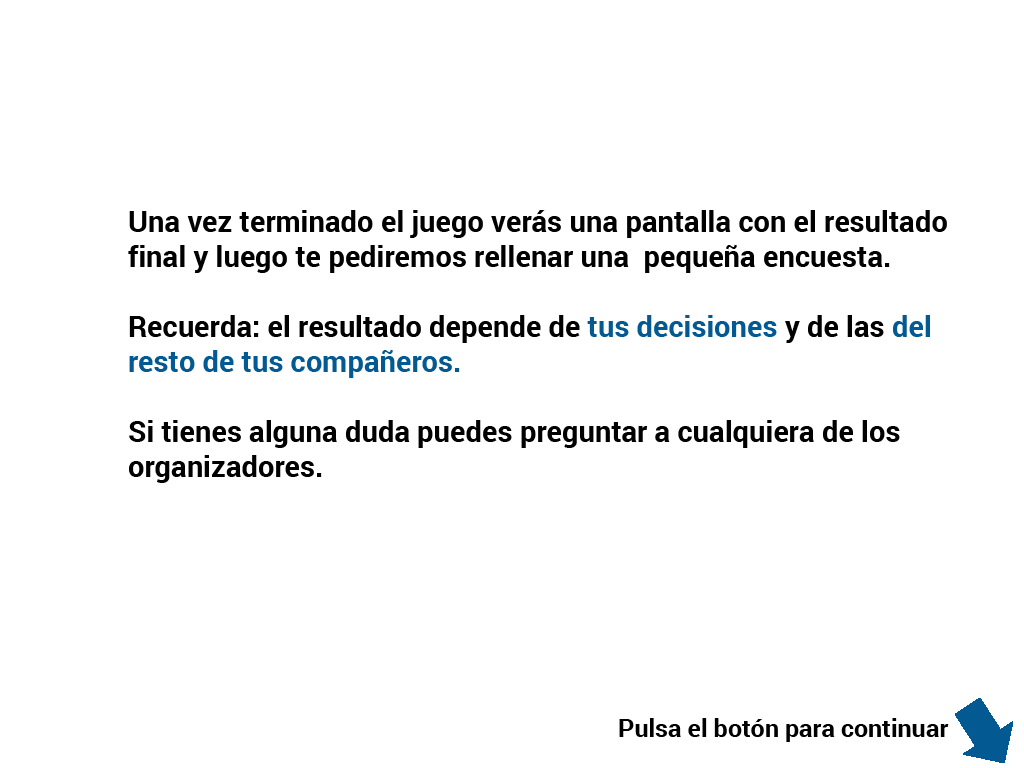 Una vez terminado el juego verás una pantalla con el resultado
final y luego te pediremos rellenar una  pequeña encuesta.
Recuerda: el resultado depende de tus decisiones y de las del
resto de tus compañeros.
Si tienes alguna duda puedes preguntar a cualquiera de los
organizadores.
Pulsa el botón para continuar